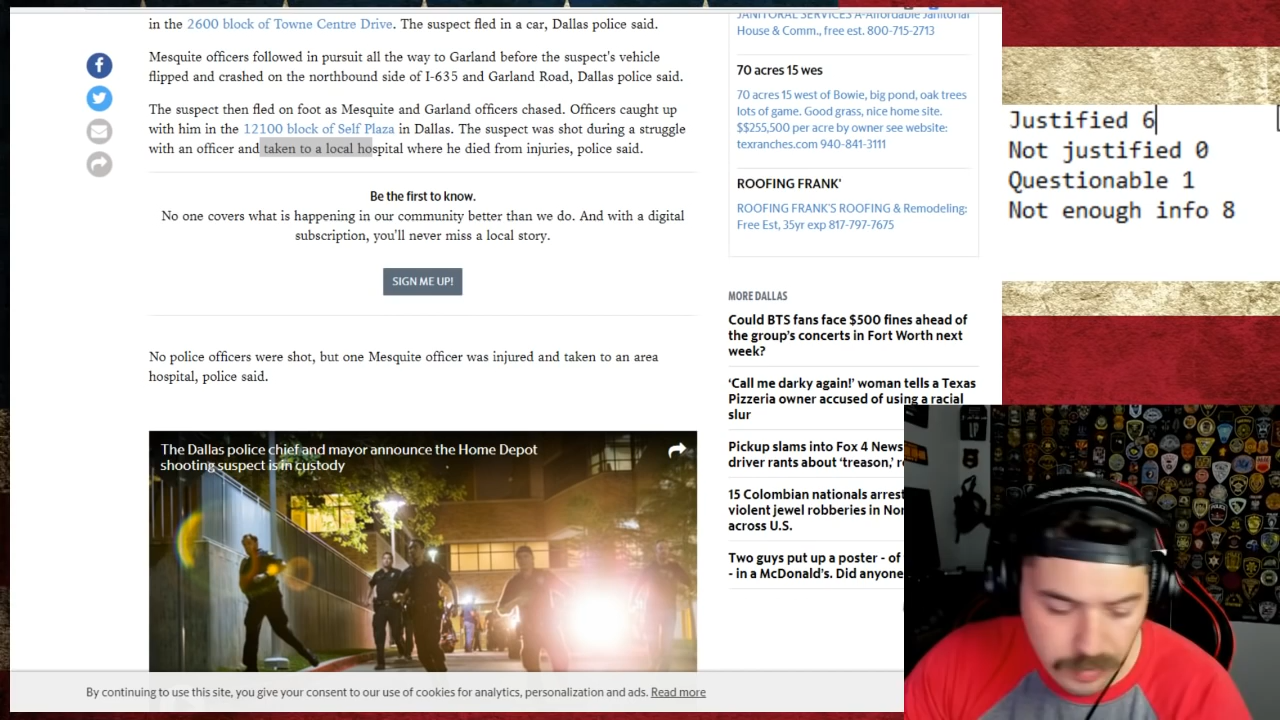 in the 2600 block of Towne Centre Drive. The suspect fled in a car, Dallas police said.
Mesquite officers followed in pursuit all the way to Garland before the suspect's vehicle
flipped and crashed on the northbound side of I-635 and Garland Road, Dallas police said.
The suspect then fled on foot as Mesquite and Garland officers chased. Officers caught up
with him in the 12100 block of Self Plaza in Dallas. The suspect was shot during a struggle
with an officer and taken to a local hospital where he died from injuries, police said.
Be the first to know.
No one covers what is happening in our community better than we do. And with a digital
subscription, you'll never miss a local story.
SIGN ME UP!
No police officers were shot, but one Mesquite officer was injured and taken to an area
hospital, police said.
The Dallas police chief and mayor announce the Home Depot
shooting suspect is in custody
JANITORIAL SERVICES A-Affordable Janitorial
House & Comm., free est. 800-715-2713
70 acres 15 wes
70 acres 15 west of Bowie, big pond, oak trees
lots of game. Good grass, nice home site.
$$255,500 per acre by owner see website:
texranches.com 940-841-3111
ROOFING FRANK'
ROOFING FRANK'S ROOFING & Remodeling:
Free Est, 35yr exp 817-797-7675
MORE DALLAS
Could BTS fans face $500 fines ahead of
the group's concerts in Fort Worth next
week?
'Call me darky again!' woman tells a Texas
Pizzeria owner accused of using a racial
slur
Pickup slams into Fox 4 News
driver rants about 'treason,'
15 Colombian nationals
violent jewel robberies in
across U.S.
Two guys put up a poster - of
- in a McDonald's. Did anyone
By continuing to use this site, you give your consent to our use of cookies for analytics, personalization and ads. Read more
Justified 6
Not justified 0
Questionable 1
Not enough info 8